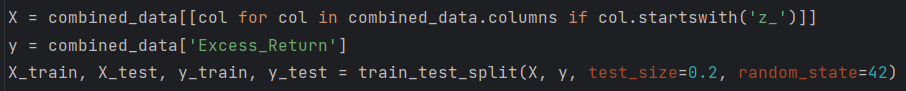 X = combined_data[[col for col in combined_data.columns if col.startswith('z_')]]
y = combined_data['Excess_Return']
X_train, X_test, y_train, y_test = train_test_split(X, y, test_size=0.2, random_state=42)